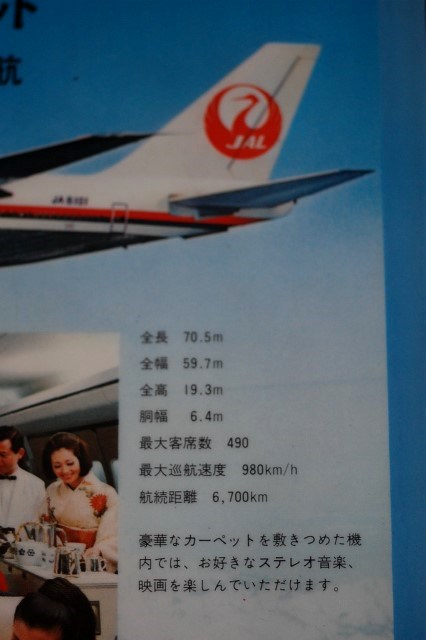 ット
航
JAL
JA8101
全長 70.5m
全幅 59.7m
全高 19.3m
胴幅 6.4m
最大客席数 490
最大巡航速度 980km/h
航続距離 6,700km
豪華なカーペットを敷きつめた機
内では、お好きなステレオ音楽、
映画を楽しんでいただけます。